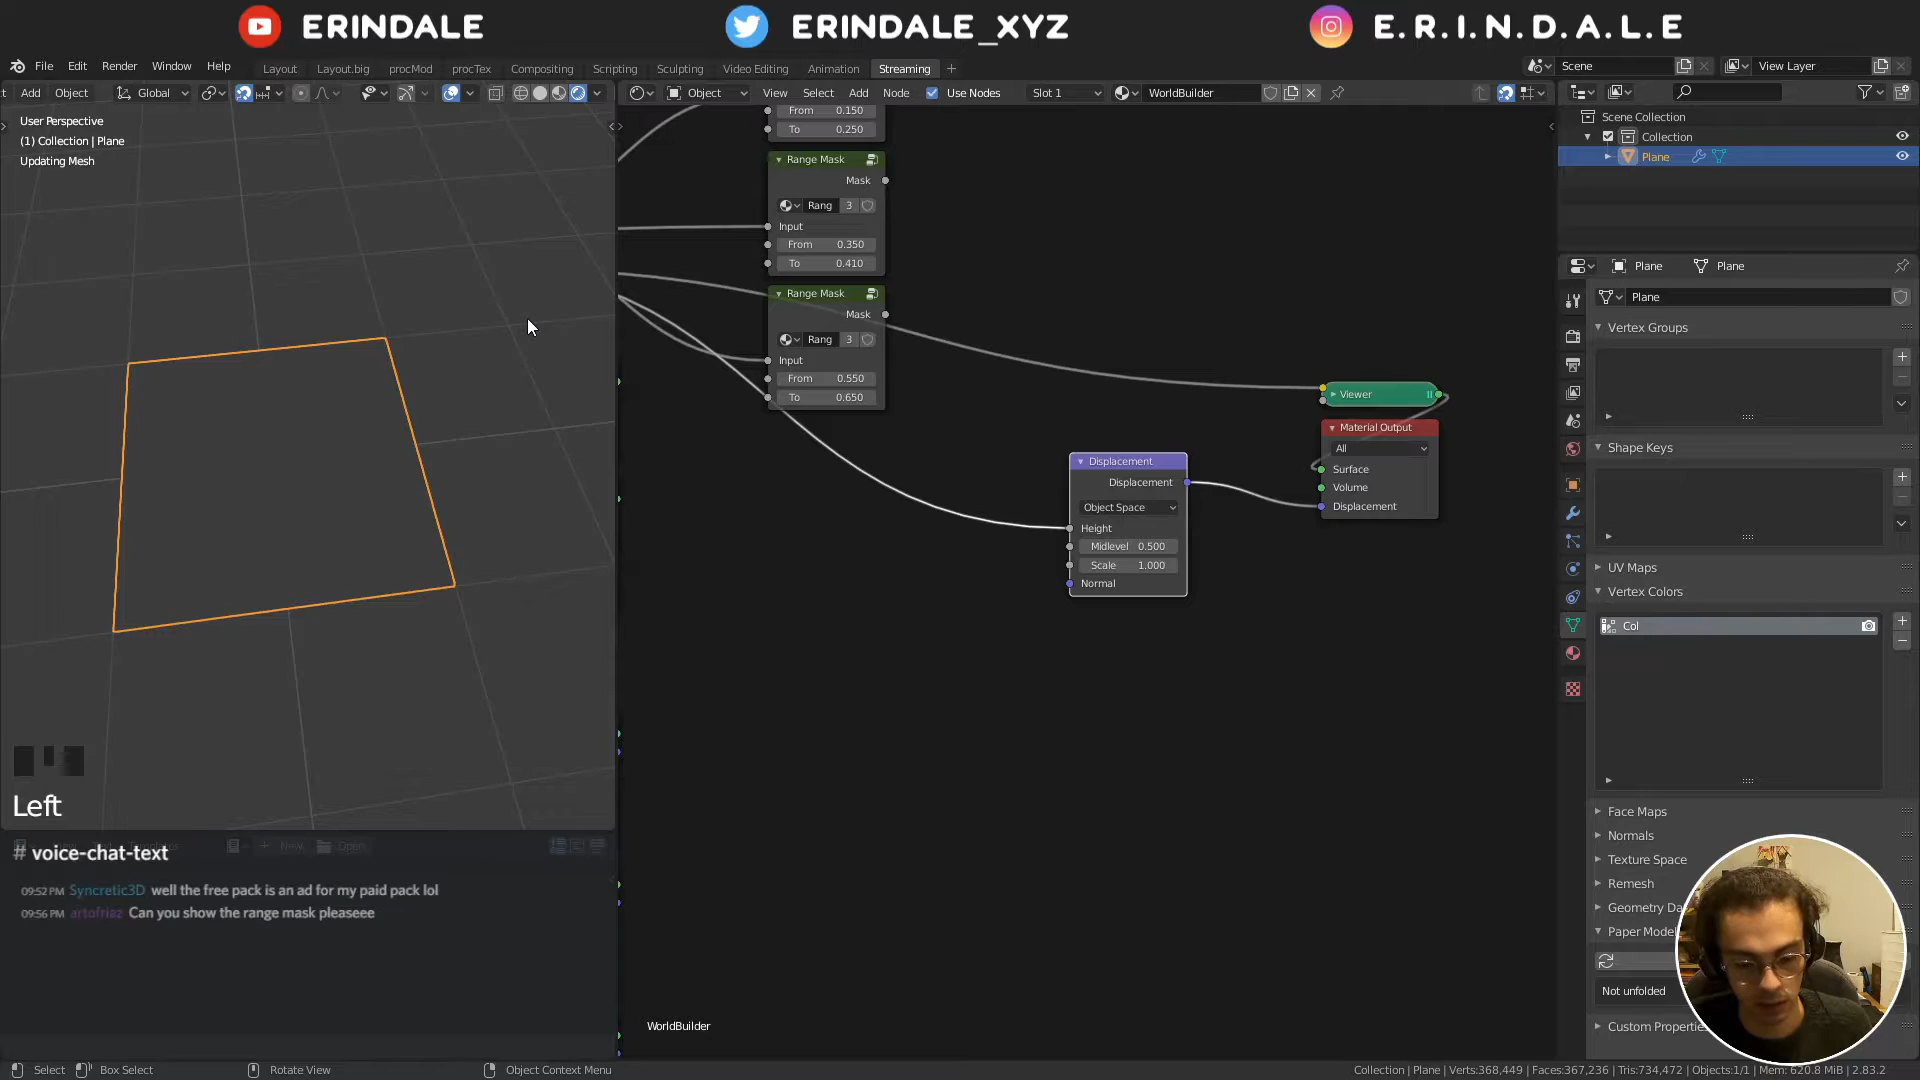 ERINDALE
ERINDALE_XYZ
E.R.I.N.D.A.L.E
File Edit Render Window Help
Layout Layout.big procMod procTex Compositing Scripting Sculpting Video Editing Animation Streaming
Scene
View Layer
Add Object Global
Object View Select Add Node Use Nodes Slot 1 WorldBuilder
User Perspective
(1) Collection | Plane
Updating Mesh
From 0.150
To 0.250
Range Mask
Mask
Rang 3
Input
From 0.350
To 0.410
Range Mask
Mask
Rang 3
Input
From 0.550
To 0.650
Displacement
Displacement
Object Space
Height
Midlevel 0.500
Scale 1.000
Normal
Viewer
Material Output
All
Surface
Volume
Displacement
Scene Collection
Collection
Plane
Plane Plane
Plane
Vertex Groups
Shape Keys
UV Maps
Vertex Colors
Col
Face Maps
Normals
Texture Space
Remesh
Geometry Da
Paper Model
Not unfolded
Custom Properties
Left
New Open
# voice-chat-text
09:52 PM Syncretic3D well the free pack is an ad for my paid pack lol
09:56 PM artofriaz Can you show the range mask pleaseee
WorldBuilder
Select Box Select Rotate View Object Context Menu
Collection | Plane | Verts:368,449 | Faces:367,236 | Tris:734,472 | Objects:1/1 | Mem: 620.8 MiB | 2.83.2